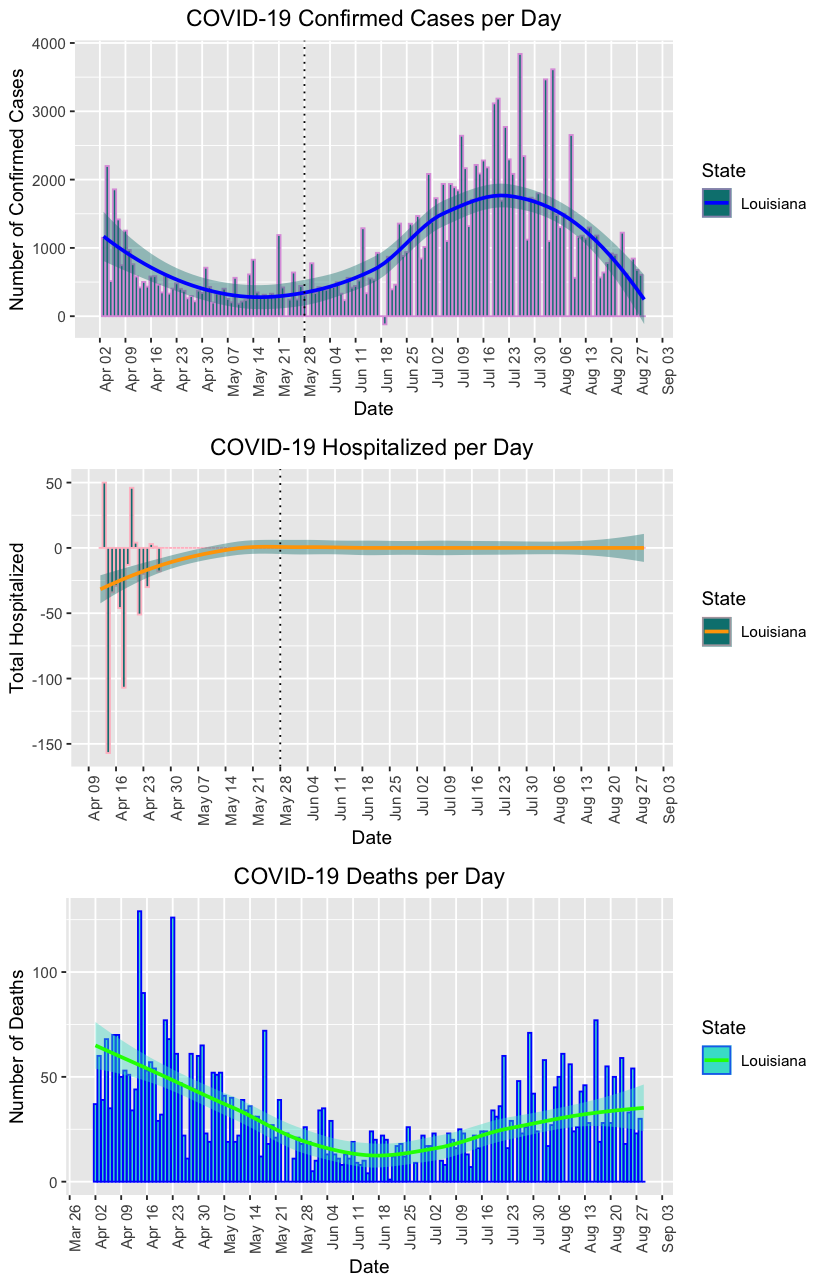 COVID-19 Confirmed Cases per Day
Number of Confirmed Cases
4000
3000
2000
1000
0
Apr 02
Apr 09
Apr 16
Apr 23
Apr 30
May 07
May 14
May 21
May 28
Jun 04
Jun 11
Jun 18
Jun 25
Jul 02
Jul 09
Jul 16
Jul 23
Jul 30
Aug 06
Aug 13
Aug 20
Aug 27
Sep 03
Date
State
Louisiana
COVID-19 Hospitalized per Day
Total Hospitalized
50
0
-50
-100
-150
Apr 09
Apr 16
Apr 23
Apr 30
May 07
May 14
May 21
May 28
Jun 04
Jun 11
Jun 18
Jun 25
Jul 02
Jul 09
Jul 16
Jul 23
Jul 30
Aug 06
Aug 13
Aug 20
Aug 27
Sep 03
Date
State
Louisiana
COVID-19 Deaths per Day
Number of Deaths
100
50
0
Mar 26
Apr 02
Apr 09
Apr 16
Apr 23
Apr 30
May 07
May 14
May 21
May 28
Jun 04
Jun 11
Jun 18
Jun 25
Jul 02
Jul 09
Jul 16
Jul 23
Jul 30
Aug 06
Aug 13
Aug 20
Aug 27
Sep 03
Date
State
Louisiana